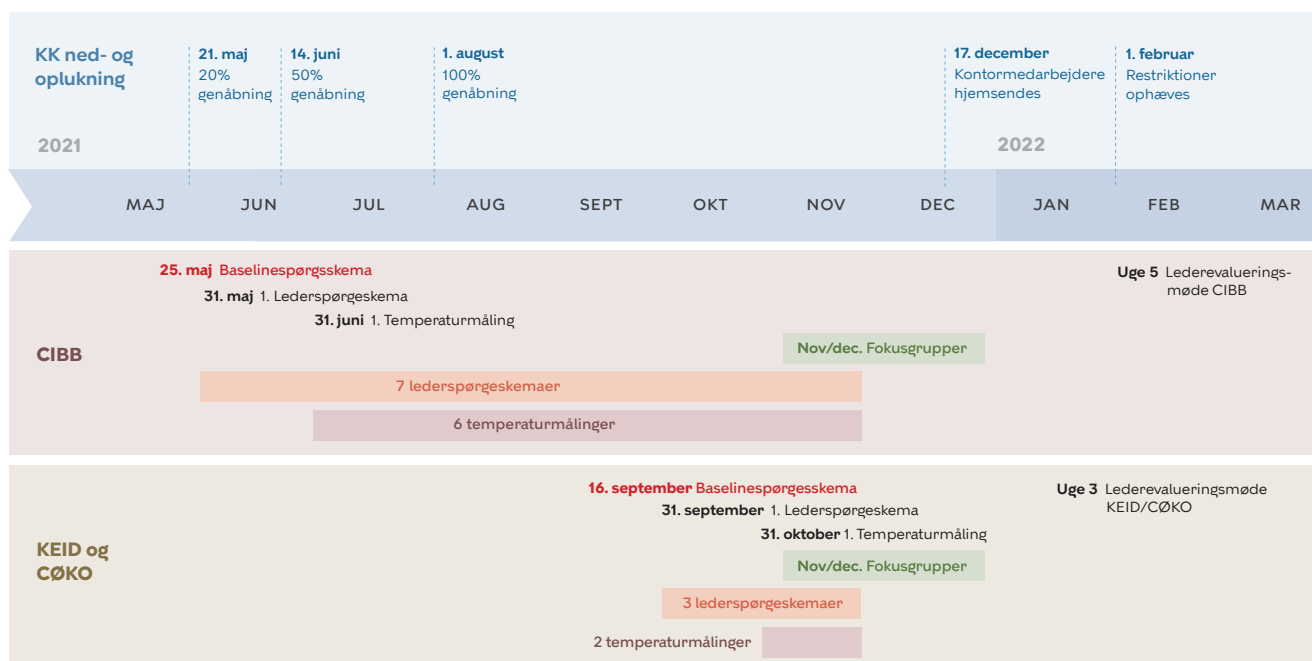 KK ned- og
oplukning
21. maj
20%
genåbning
14. juni
50%
genåbning
1. august
100%
genåbning
17. december
Kontormedarbejdere
hjemsendes
1. februar
Restriktioner
ophæves
2021
2022
MAJ JUN JUL AUG SEPT OKT NOV DEC JAN FEB MAR
CIBB
25. maj Baselinespørgsskema
31. maj 1. Lederspørgeskema
31. juni 1. Temperaturmåling
Uge 5 Lederevaluerings-
møde CIBB
Nov/dec. Fokusgrupper
7 lederspørgeskemaer
6 temperaturmålinger
KEID og
CØKO
16. september Baselinespørgesskema
31. september 1. Lederspørgeskema
31. oktober 1. Temperaturmåling
Uge 3 Lederevalueringsmøde
KEID/CØKO
Nov/dec. Fokusgrupper
3 lederspørgeskemaer
2 temperaturmålinger